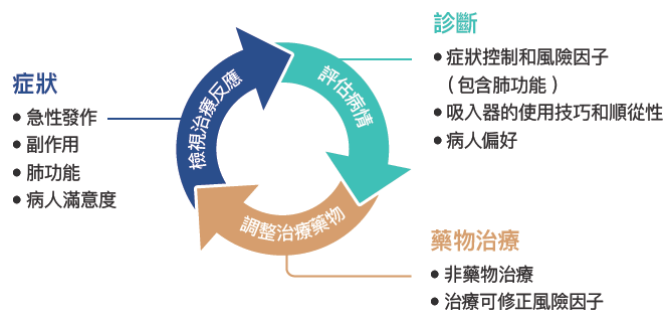 診斷
● 症狀控制和風險因子
（包含肺功能）
● 吸入器的使用技巧和順從性
● 病人偏好
症狀
● 急性發作
● 副作用
● 肺功能
● 病人滿意度
檢視治療反應
評估病情
調整治療藥物
藥物治療
● 非藥物治療
● 治療可修正風險因子